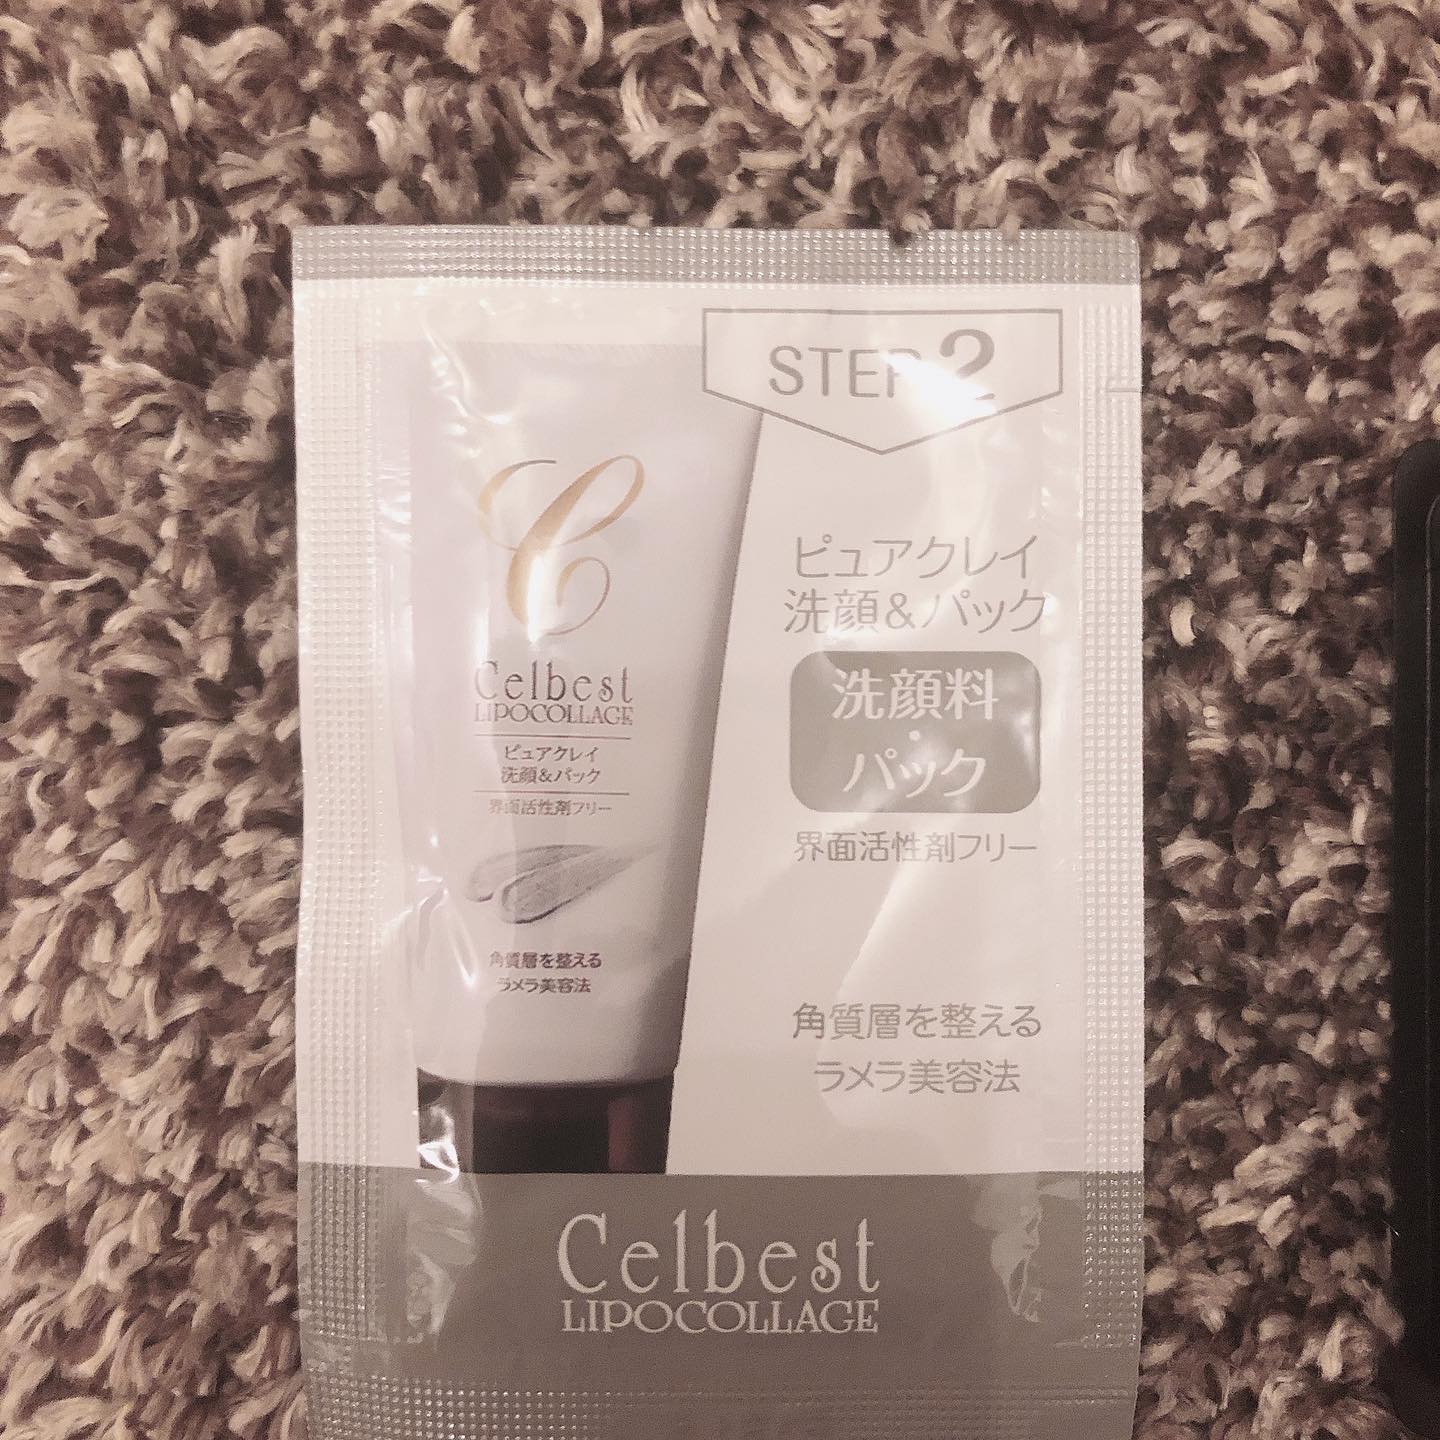 STEP 2
ピュアクレイ
洗顔&パック
洗顔料
・
パック
界面活性剤フリー
角質層を整える
ラメラ美容法
C
Celbest
LIPOCOLLAGE
ピュアクレイ
洗顔&パック
界面活性剤フリー
角質層を整える
ラメラ美容法
Celbest
LIPOCOLLAGE